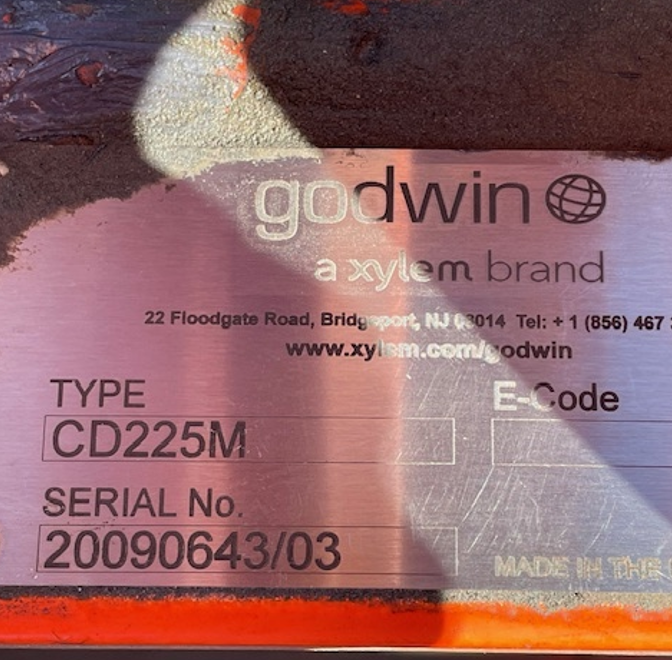 godwin
a xylem brand
22 Floodgate Road, Bridgeport, NJ 08014 Tel: + 1 (856) 467
www.xylem.com/godwin
TYPE
E-Code
CD225M
SERIAL No.
20090643/03
MADE IN THE